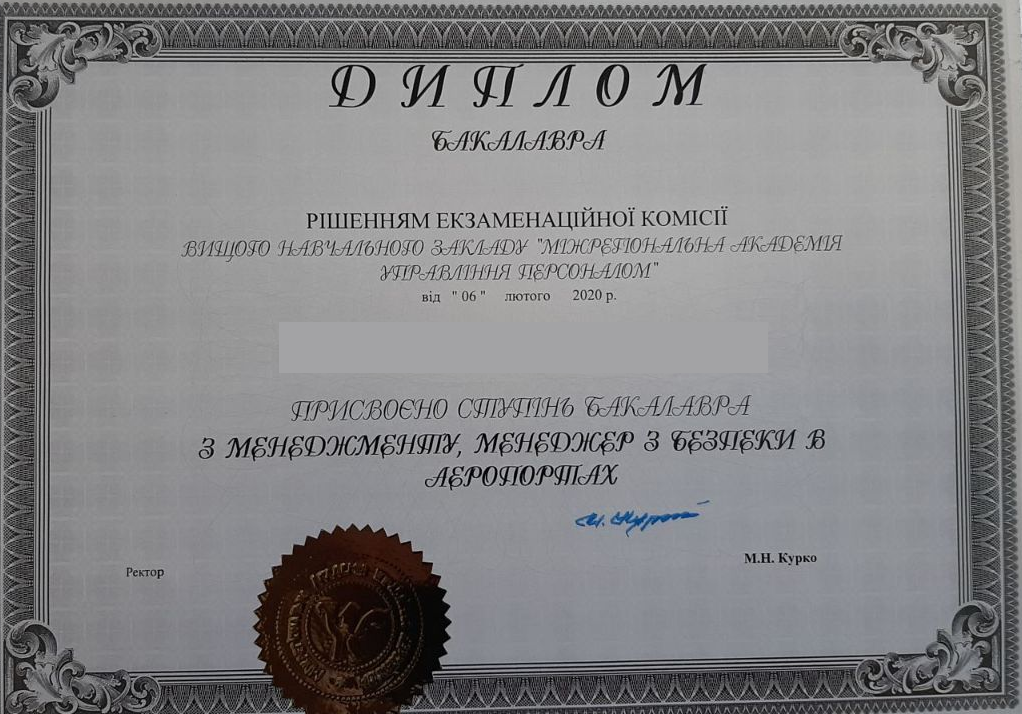 ДИПЛОМ
БАКАЛАВРА
РІШЕННЯМ ЕКЗАМЕНАЦІЙНОЇ КОМІСІЇ
ВИЩОГО НАВЧАЛЬНОГО ЗАКЛАДУ "МІЖРЕГІОНАЛЬНА АКАДЕМІЯ
УПРАВЛІННЯ ПЕРСОНАЛОМ"
від " 06 " лютого 2020 р.
ПРИСВОЄНО СТУПІНЬ БАКАЛАВРА
З МЕНЕДЖМЕНТУ, МЕНЕДЖЕР З БЕЗПЕКИ В
АЕРОПОРТАХ
Ректор
М.Н. Курко